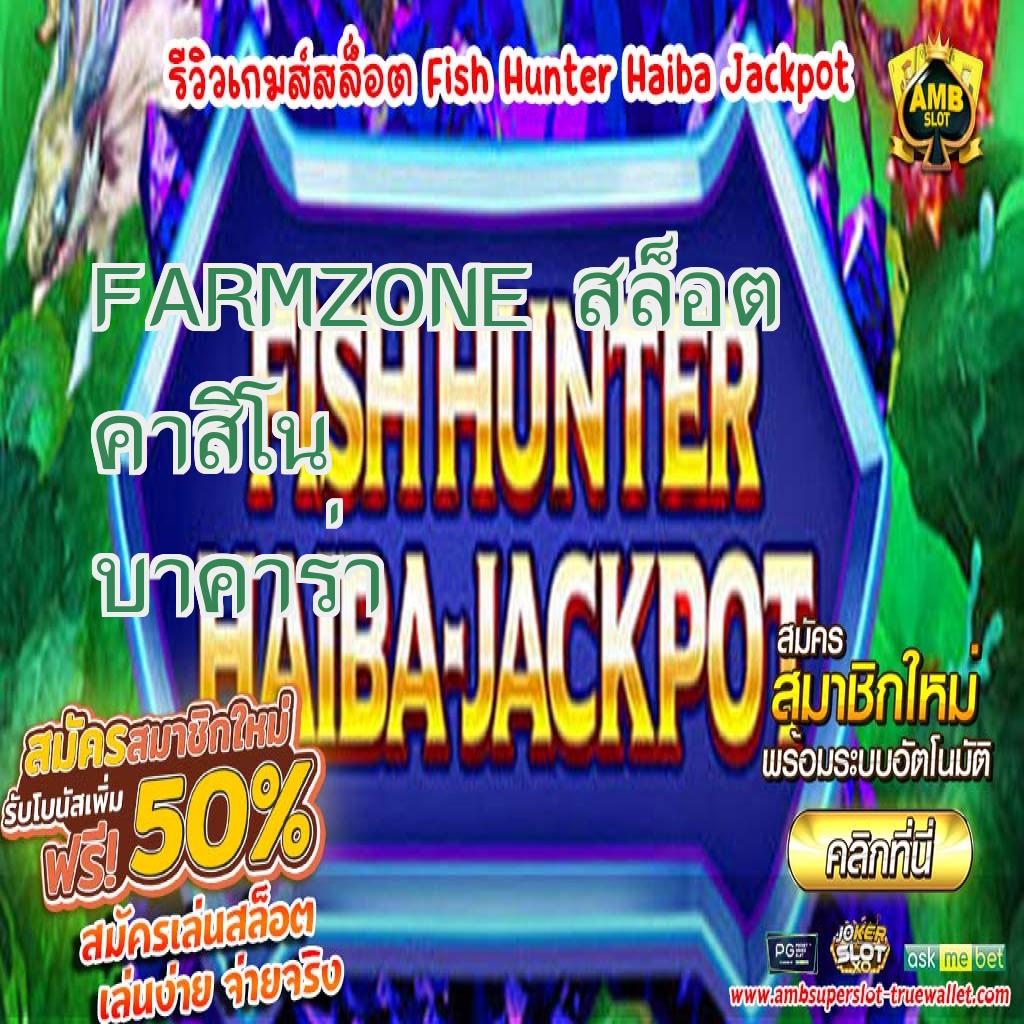 รีวิวเกมส์สล็อต Fish Hunter Haiba Jackpot
AMB
SLOT
FARMZONE สล็อต
คาสิโน
บาคาร่า
FISH HUNTER
HAIBA-JACKPOT
สมัคร
สมาชิกใหม่
พร้อมระบบอัตโนมัติ
คลิกที่นี่
สมัครสมาชิกใหม่
รับโบนัสเพิ่ม
ฟรี! 50%
สมัครเล่นสล็อต
เล่นง่าย จ่ายจริง
PG
JOKER
SLOT
XO
ask me bet
www.ambsuperslot-truewallet.com